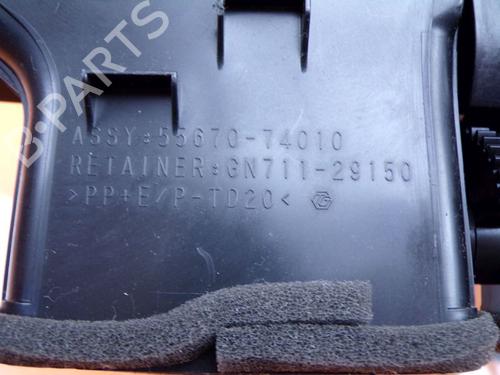 B-PARTS
ASSY:55670-74010
RETAINER:GN711-29150
>PP+E/P-TD20<